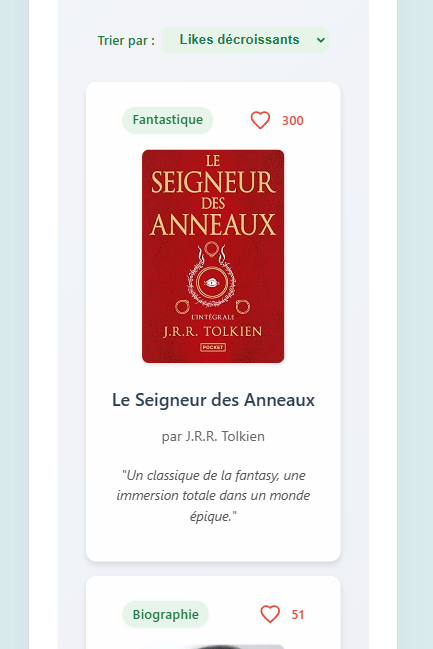 Trier par : Likes décroissants
Fantastique 300
LE
SEIGNEUR
DES
ANNEAUX
L'INTÉGRALE
J.R.R. TOLKIEN
POCKET
Le Seigneur des Anneaux
par J.R.R. Tolkien
"Un classique de la fantasy, une
immersion totale dans un monde
épique."
Biographie 51